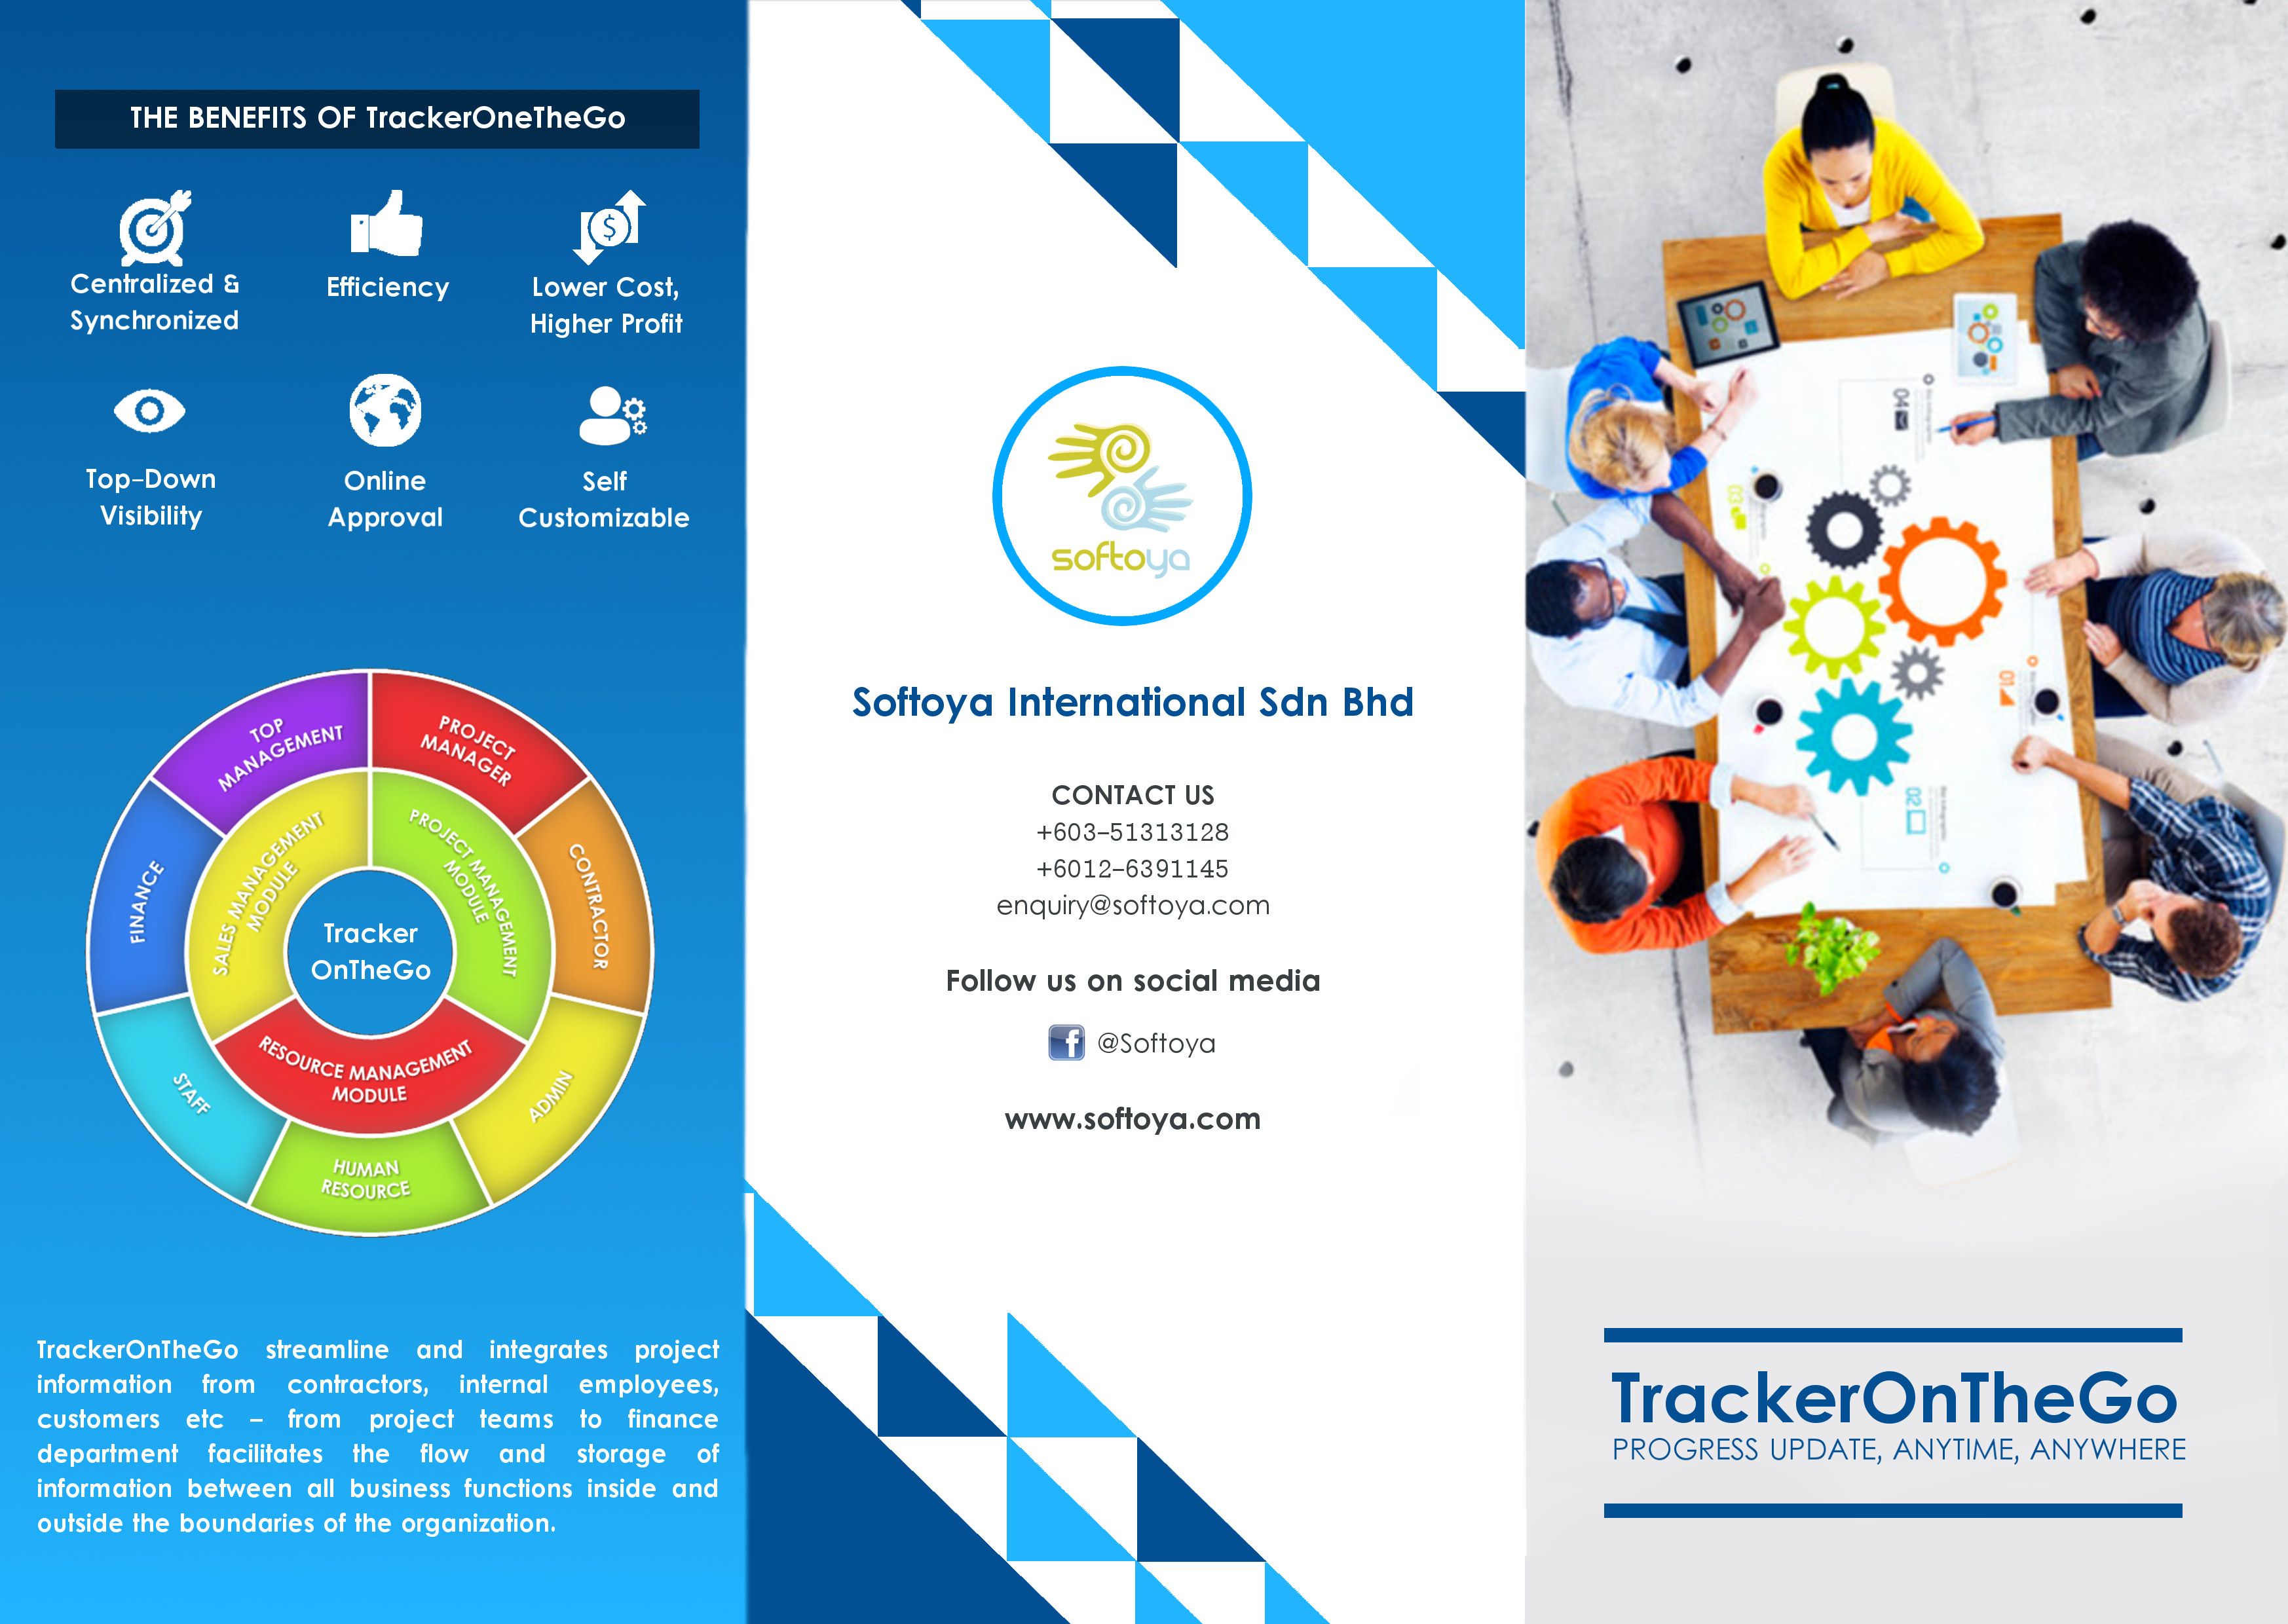 THE BENEFITS OF TrackerOneTheGo
Centralized &
Synchronized
Efficiency
Lower Cost,
Higher Profit
Top-Down
Visibility
Online
Approval
Self
Customizable
TOP
MANAGEMENT
PROJECT
MANAGER
CONTRACTOR
ADMIN
HUMAN
RESOURCE
STAFF
FINANCE
SALES MANAGEMENT
MODULE
PROJECT MANAGEMENT
MODULE
RESOURCE MANAGEMENT
MODULE
Tracker
OnTheGo
TrackerOnTheGo streamline and integrates project
information from contractors, internal employees,
customers etc – from project teams to finance
department facilitates the flow and storage of
information between all business functions inside and
outside the boundaries of the organization.
softoya
Softoya International Sdn Bhd
CONTACT US
+603-51313128
+6012-6391145
enquiry@softoya.com
Follow us on social media
f @Softoya
www.softoya.com
04
03
01
02
TrackerOnTheGo
PROGRESS UPDATE, ANYTIME, ANYWHERE